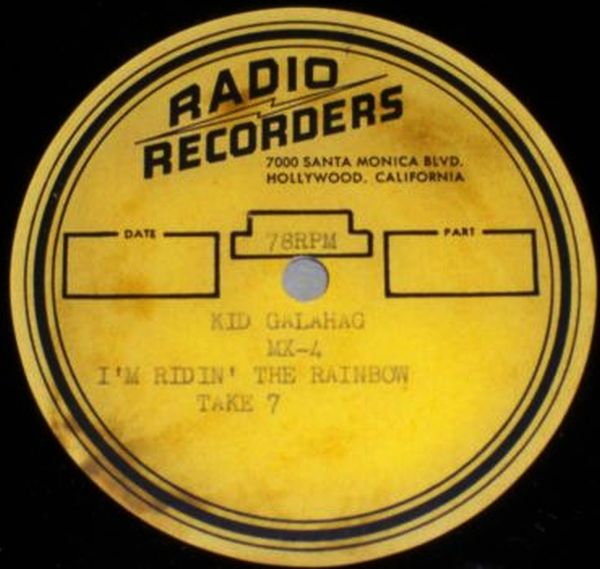 RADIO
RECORDERS
7000 SANTA MONICA BLVD.
HOLLYWOOD, CALIFORNIA
DATE
78RPM
PART
KID GALAHAG
MX-4
I'M RIDIN' THE RAINBOW
TAKE 7